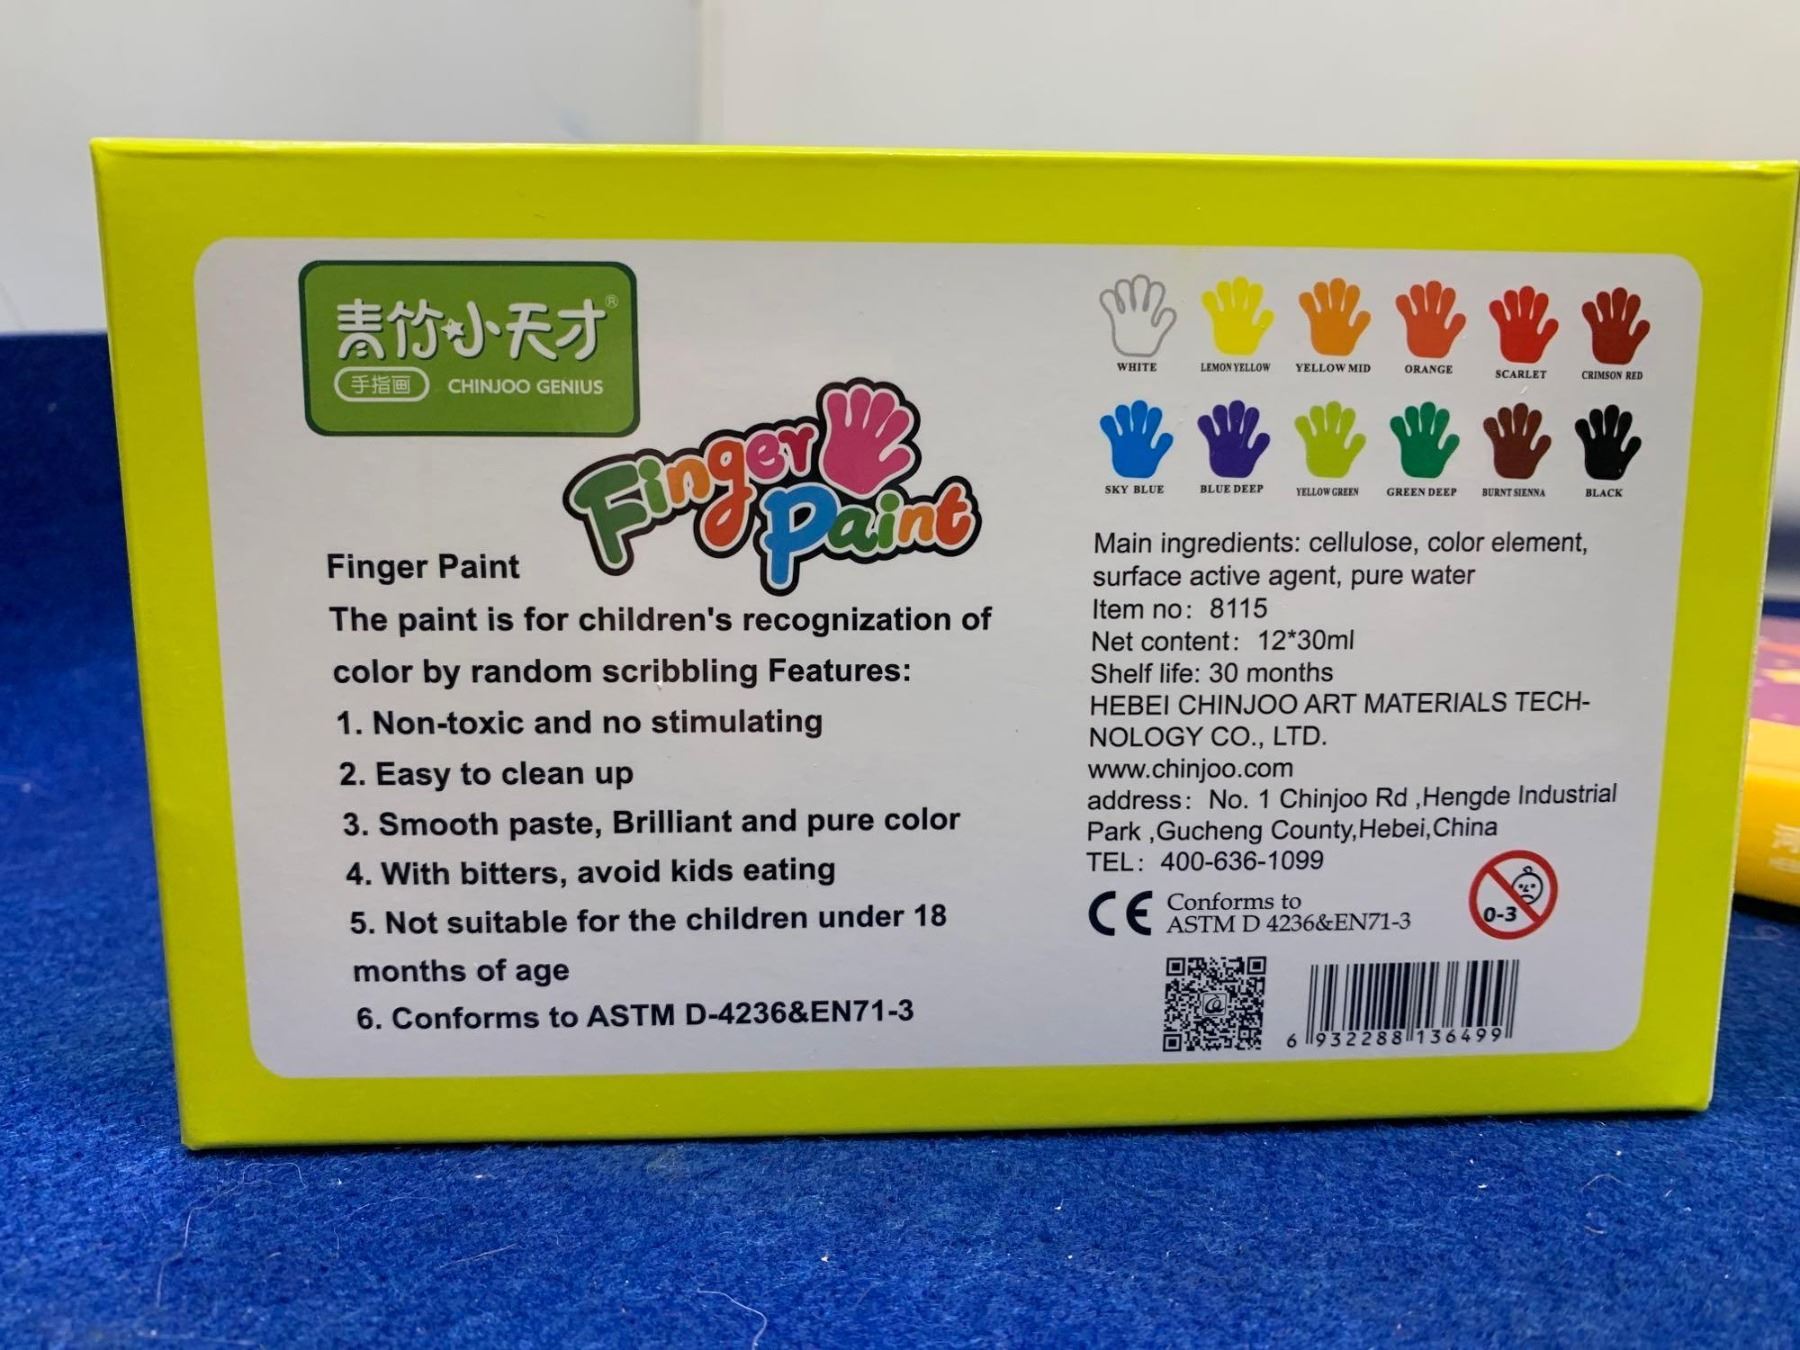 青竹小天才®
手指画 CHINJOO GENIUS
Finger
Paint
Finger Paint
The paint is for children's recognization of
color by random scribbling Features:
1. Non-toxic and no stimulating
2. Easy to clean up
3. Smooth paste, Brilliant and pure color
4. With bitters, avoid kids eating
5. Not suitable for the children under 18
months of age
6. Conforms to ASTM D-4236&EN71-3
WHITE LEMON YELLOW YELLOW MID ORANGE SCARLET CRIMSON RED
SKY BLUE BLUE DEEP YELLOW GREEN GREEN DEEP BURNT SIENNA BLACK
Main ingredients: cellulose, color element,
surface active agent, pure water
Item no: 8115
Net content: 12*30ml
Shelf life: 30 months
HEBEI CHINJOO ART MATERIALS TECH-
NOLOGY CO., LTD.
www.chinjoo.com
address: No. 1 Chinjoo Rd ,Hengde Industrial
Park ,Gucheng County,Hebei,China
TEL: 400-636-1099
CE Conforms to
ASTM D 4236&EN71-3
0-3
6 932288 136499